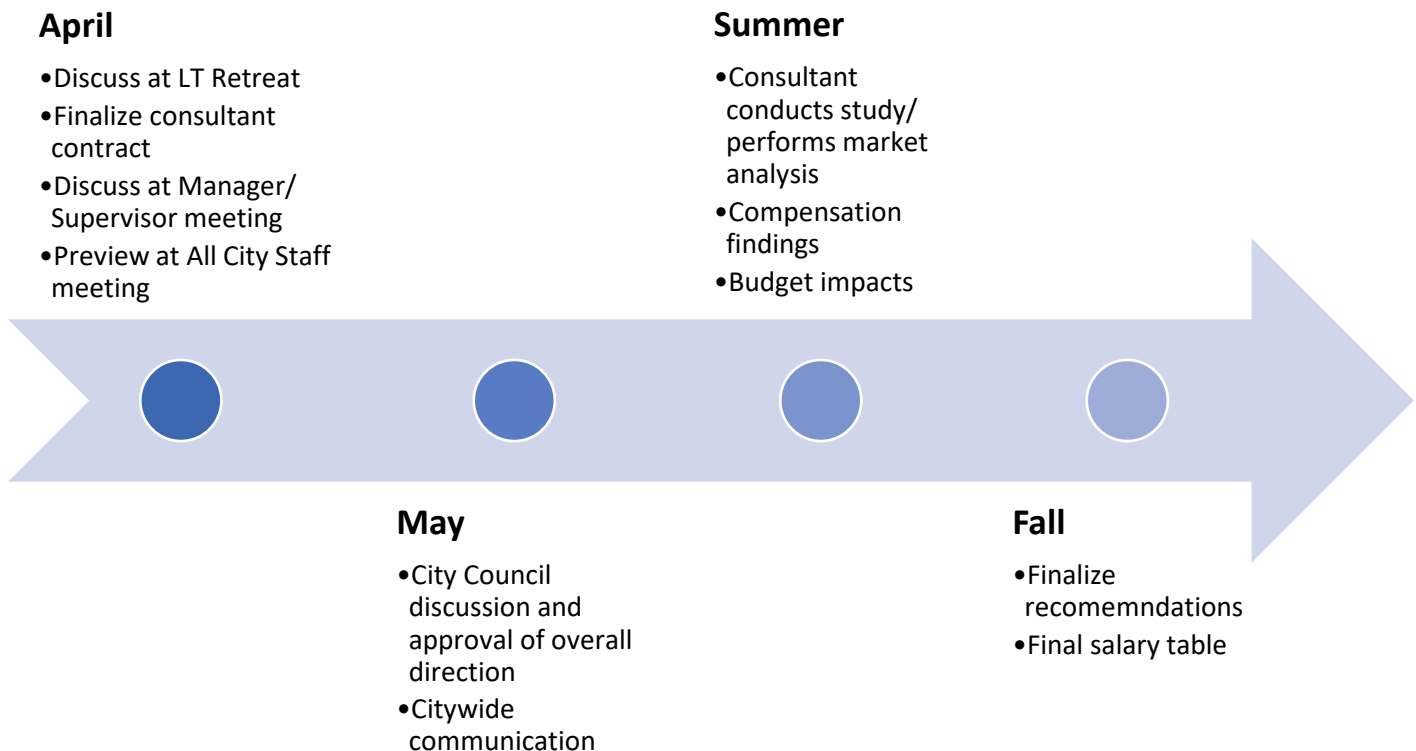 April
•Discuss at LT Retreat
•Finalize consultant
contract
•Discuss at Manager/
Supervisor meeting
•Preview at All City Staff
meeting
May
•City Council
discussion and
approval of overall
direction
•Citywide
communication
Summer
•Consultant
conducts study/
performs market
analysis
•Compensation
findings
•Budget impacts
Fall
•Finalize
recomemndations
•Final salary table